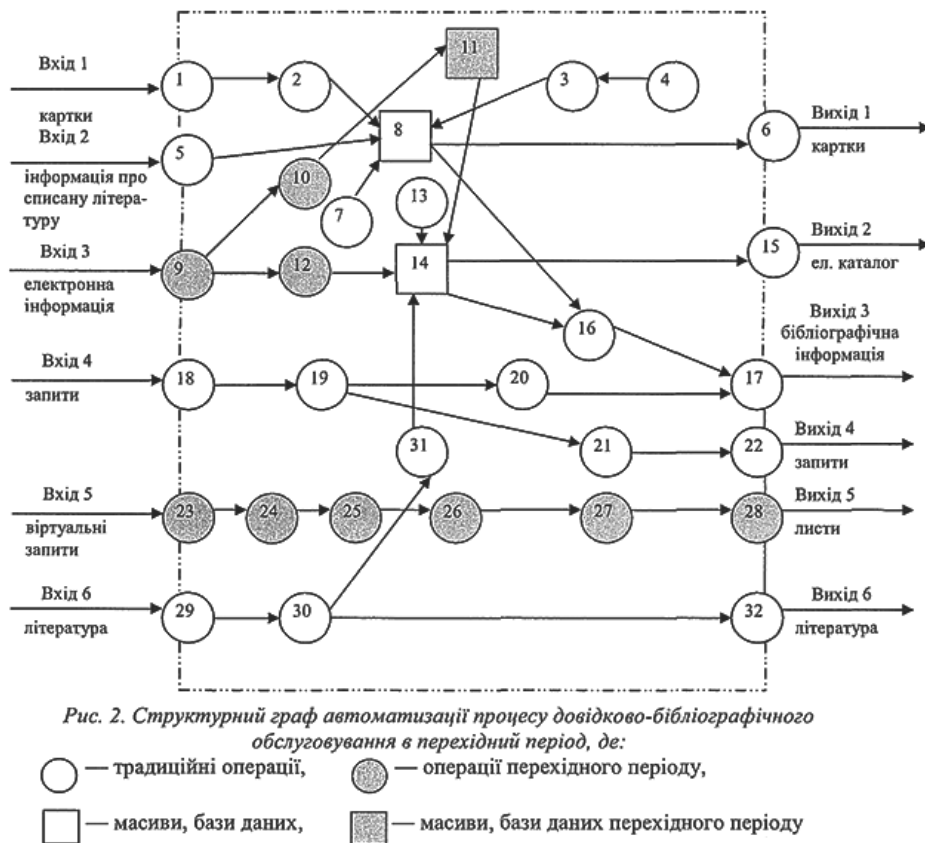 11
Вхід 1
1
2
3
4
картки
Вхід 2
5
8
6
Вихід 1
картки
інформація про
списану літера-
туру
10
7
13
Вхід 3
9
12
14
15
Вихід 2
ел. каталог
електронна
інформація
16
Вихід 3
бібліографічна
інформація
Вхід 4
запити
18
19
20
17
31
21
22
Вихід 4
запити
Вхід 5
віртуальні
запити
23
24
25
26
27
28
Вихід 5
листи
Вхід 6
література
29
30
32
Вихід 6
література
Рис. 2. Структурний граф автоматизації процесу довідково-бібліографічного
обслуговування в перехідний період, де:
— традиційні операції,
— операції перехідного періоду,
— масиви, бази даних,
— масиви, бази даних перехідного періоду